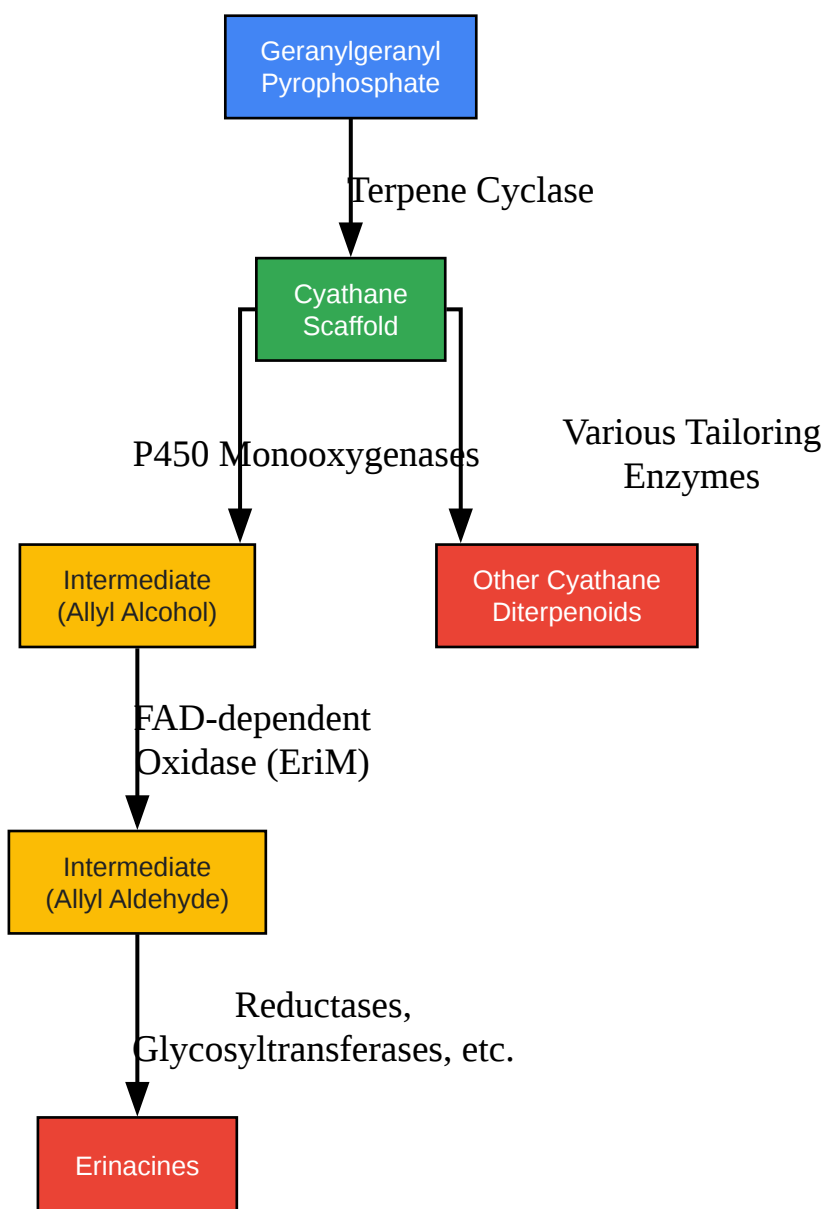 Geranylgeranyl
Pyrophosphate
Terpene Cyclase
Cyathane
Scaffold
P450 Monooxygenases
Various Tailoring
Enzymes
Intermediate
(Allyl Alcohol)
Other Cyathane
Diterpenoids
FAD-dependent
Oxidase (EriM)
Intermediate
(Allyl Aldehyde)
Reductases,
Glycosyltransferases, etc.
Erinacines